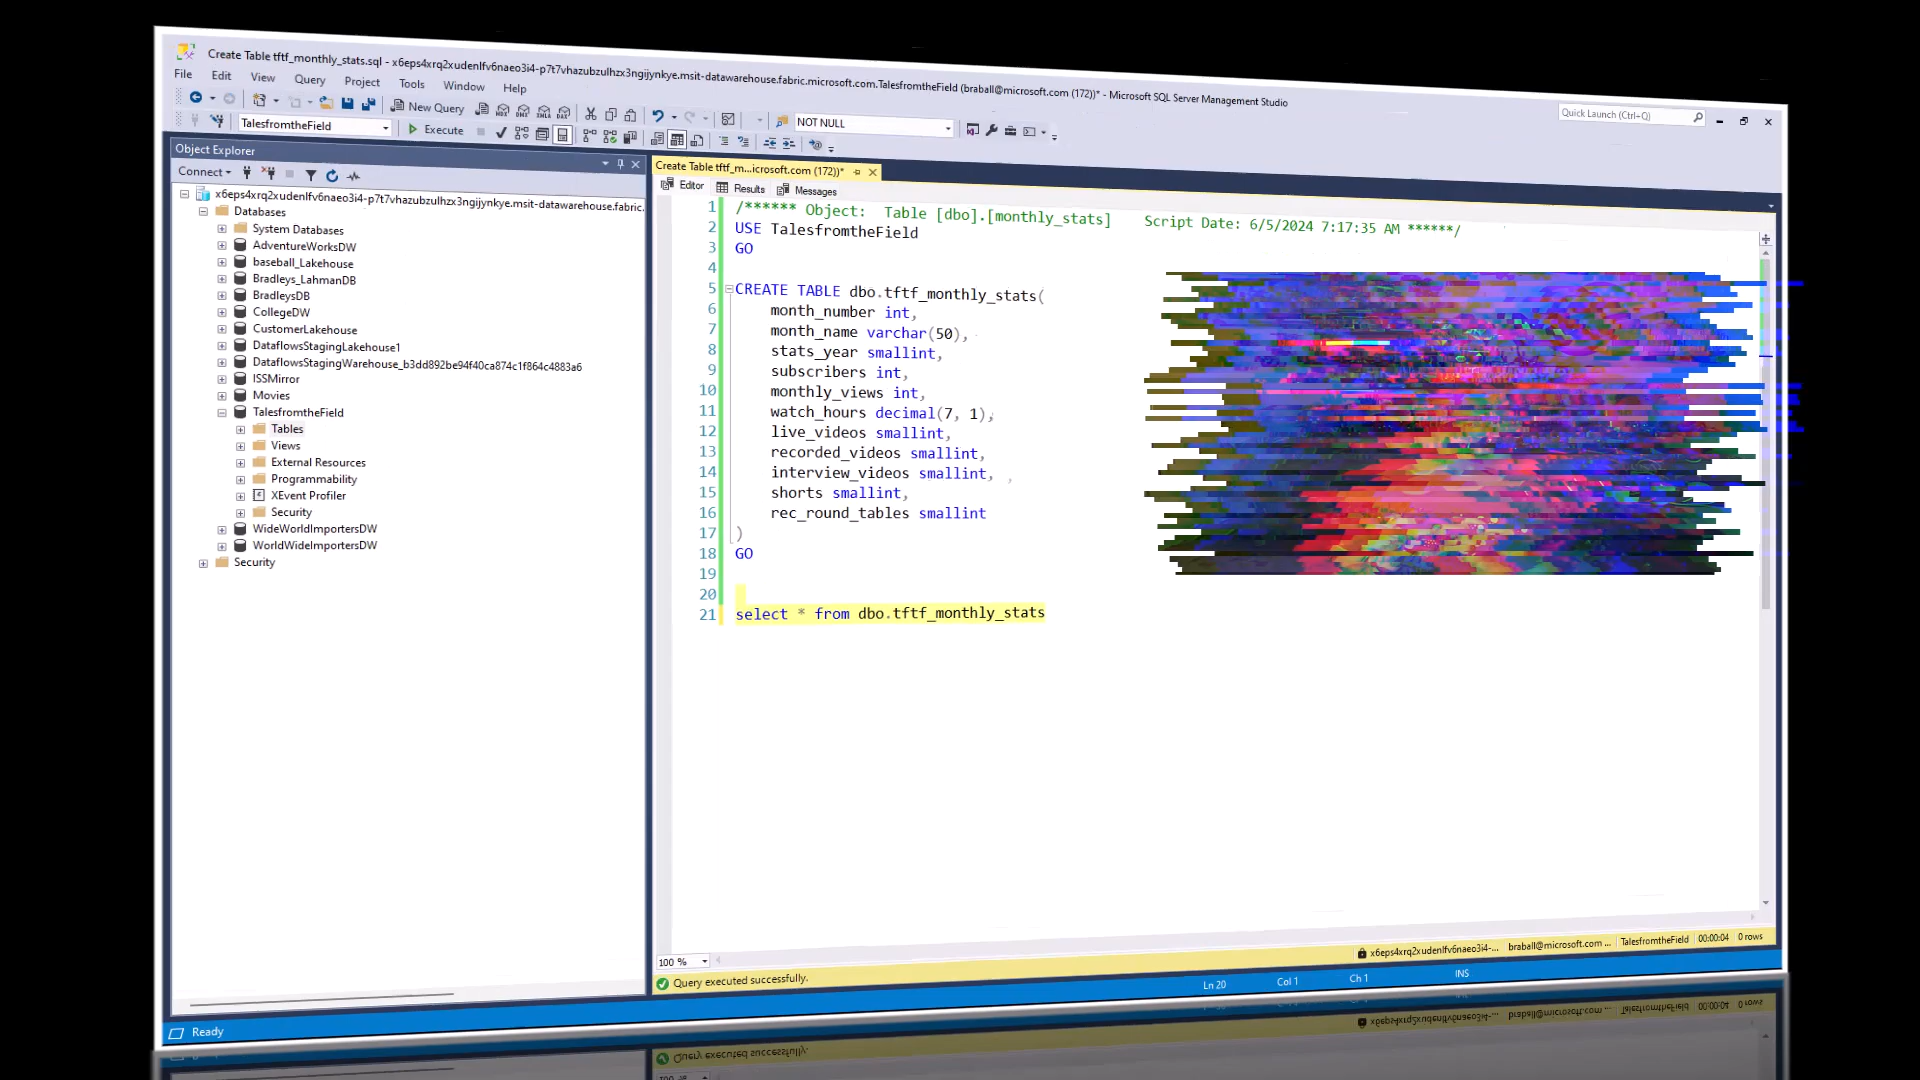 Create Table tftf_monthly_stats.sql - x6eps4xrq2xudenlfv6naeo3i4-p7t7vhazubzulhzx3ngijynkye.msit-datawarehouse.fabric.microsoft.com.TalesfromtheField (braball@microsoft.com (172))* - Microsoft SQL Server Management Studio
Quick Launch (Ctrl+Q)
File Edit View Query Project Tools Window Help
New Query
NOT NULL
TalesfromtheField
Execute
Object Explorer
Connect
x6eps4xrq2xudenlfv6naeo3i4-p7t7vhazubzulhzx3ngijynkye.msit-datawarehouse.fabric.
Databases
System Databases
AdventureWorksDW
baseball_Lakehouse
Bradleys_LahmanDB
BradleysDB
CollegeDW
CustomerLakehouse
DataflowsStagingLakehouse1
DataflowsStagingWarehouse_b3dd892be94f40ca874c1f864c4883a6
ISSMirror
Movies
TalesfromtheField
Tables
Views
External Resources
Programmability
XEvent Profiler
Security
WideWorldImportersDW
WorldWideImportersDW
Security
Create Table tftf_m...icrosoft.com (172))*
Editor Results Messages
1 /****** Object: Table [dbo].[monthly_stats] Script Date: 6/5/2024 7:17:35 AM ******/
2 USE TalesfromtheField
3 GO
4
5 CREATE TABLE dbo.tftf_monthly_stats(
6 month_number int,
7 month_name varchar(50),
8 stats_year smallint,
9 subscribers int,
10 monthly_views int,
11 watch_hours decimal(7, 1),
12 live_videos smallint,
13 recorded_videos smallint,
14 interview_videos smallint,
15 shorts smallint,
16 rec_round_tables smallint
17 )
18 GO
19
20
21 select * from dbo.tftf_monthly_stats
100 %
Query executed successfully.
x6eps4xrq2xudenlfv6naeo3i4-... braball@microsoft.com ... TalesfromtheField 00:00:04 0 rows
Ln 20 Col 1 Ch 1 INS
Ready